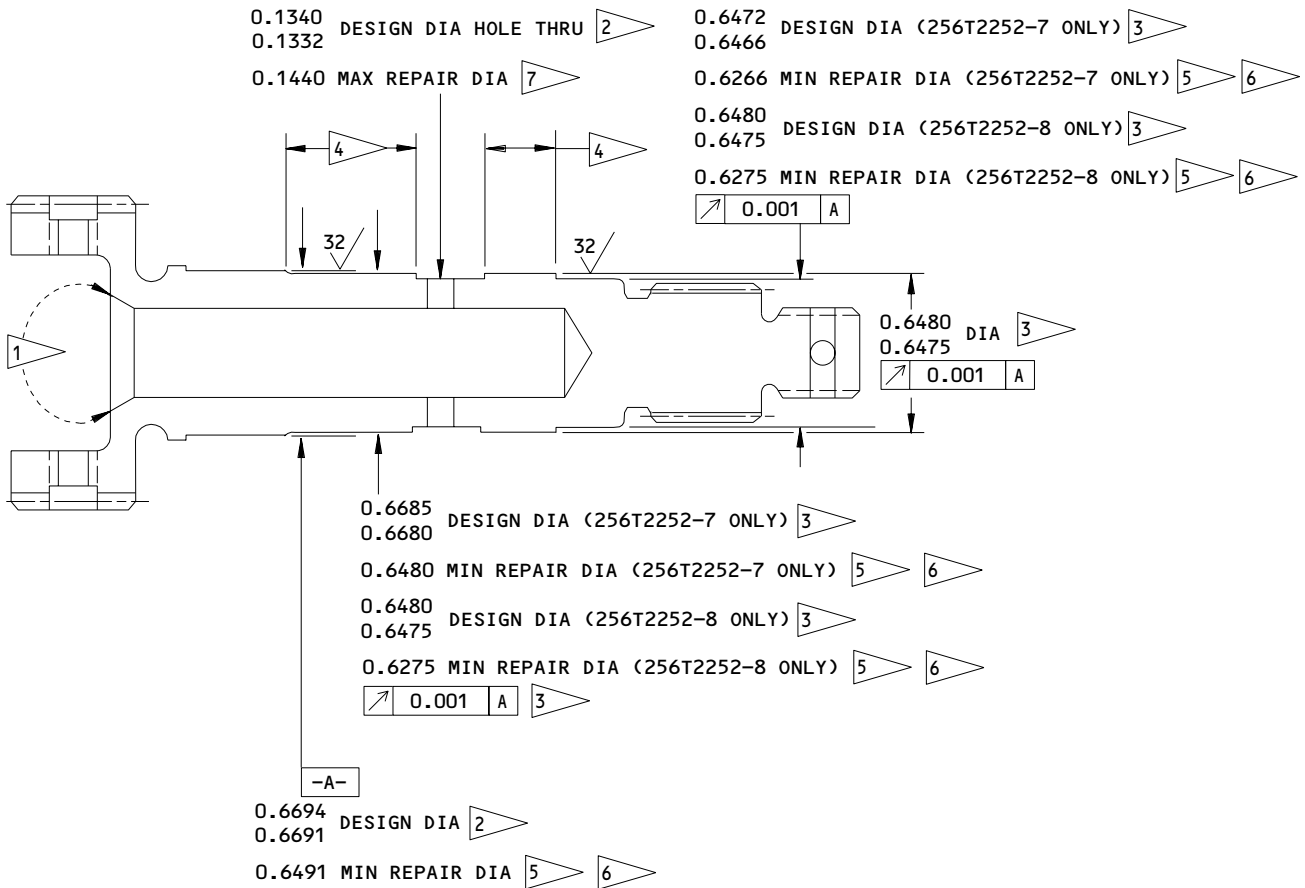 0.1340
0.1332 DESIGN DIA HOLE THRU 2
0.1440 MAX REPAIR DIA 7
0.6472
0.6466 DESIGN DIA (256T2252-7 ONLY) 3
0.6266 MIN REPAIR DIA (256T2252-7 ONLY) 5 6
0.6480
0.6475 DESIGN DIA (256T2252-8 ONLY) 3
0.6275 MIN REPAIR DIA (256T2252-8 ONLY) 5 6
0.001 A
4
4
32
32
1
0.6480
0.6475 DIA 3
0.001 A
0.6685
0.6680 DESIGN DIA (256T2252-7 ONLY) 3
0.6480 MIN REPAIR DIA (256T2252-7 ONLY) 5 6
0.6480
0.6475 DESIGN DIA (256T2252-8 ONLY) 3
0.6275 MIN REPAIR DIA (256T2252-8 ONLY) 5 6
0.001 A 3
-A-
0.6694
0.6691 DESIGN DIA 2
0.6491 MIN REPAIR DIA 5 6